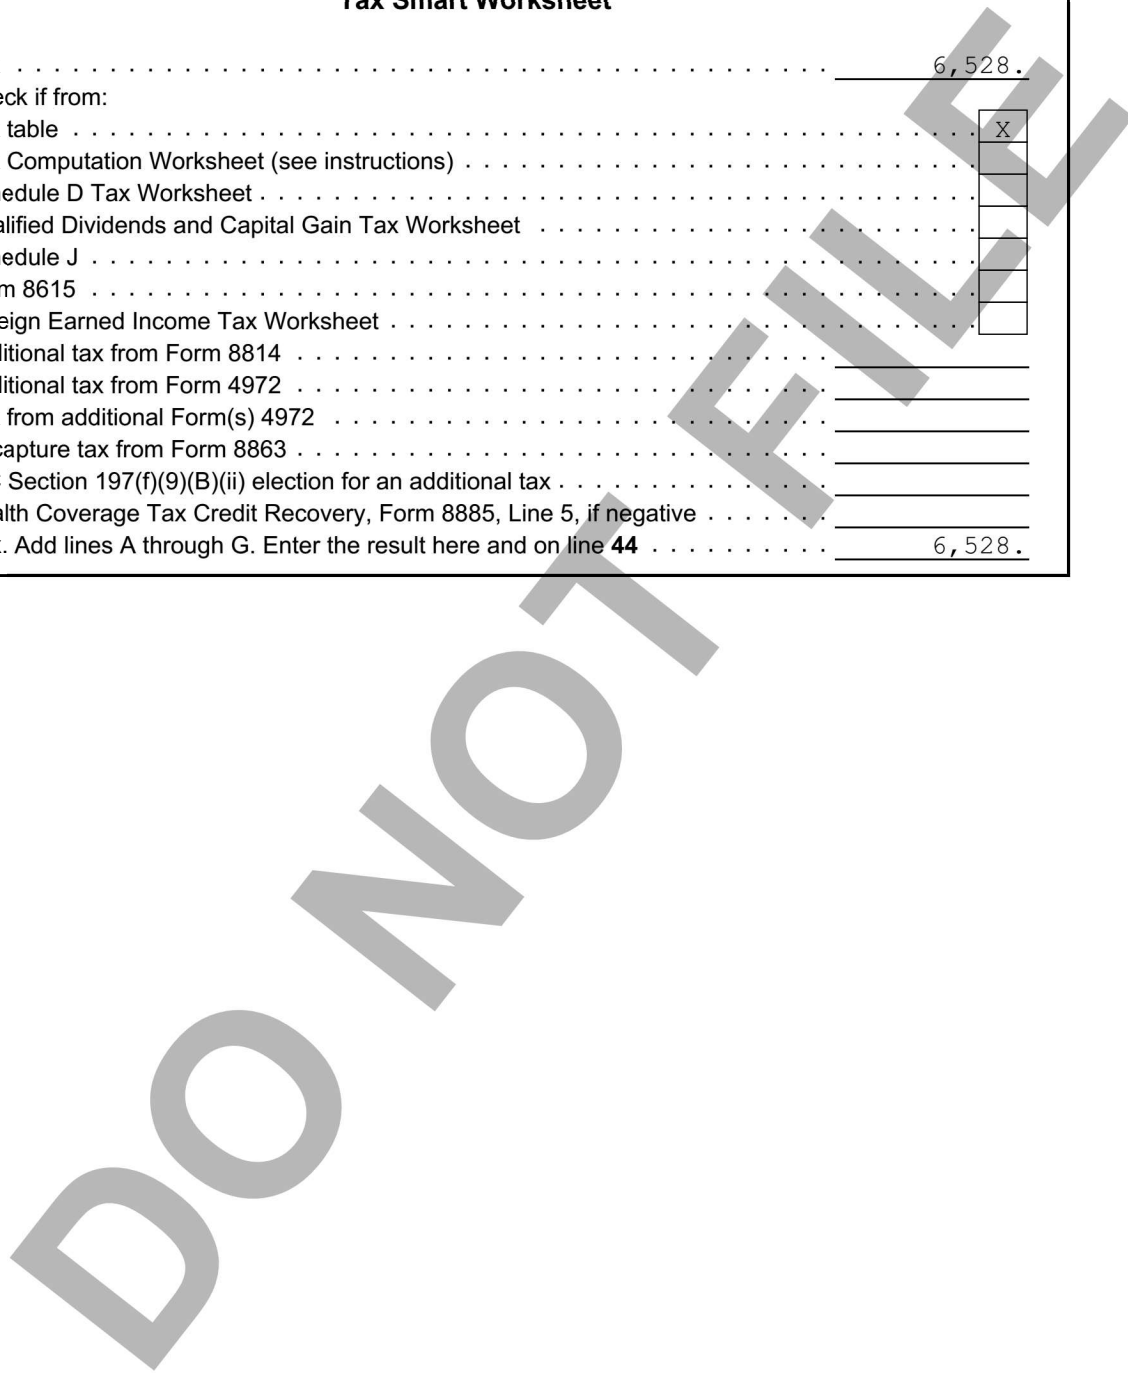 Tax Smart Worksheet
6,528.
eck if from:
table X
Computation Worksheet (see instructions)
edule D Tax Worksheet
alified Dividends and Capital Gain Tax Worksheet
edule J
m 8615
eign Earned Income Tax Worksheet
ditional tax from Form 8814
ditional tax from Form 4972
from additional Form(s) 4972
capture tax from Form 8863
Section 197(f)(9)(B)(ii) election for an additional tax
alth Coverage Tax Credit Recovery, Form 8885, Line 5, if negative
. Add lines A through G. Enter the result here and on line 44 6,528.
DO NOT FILE